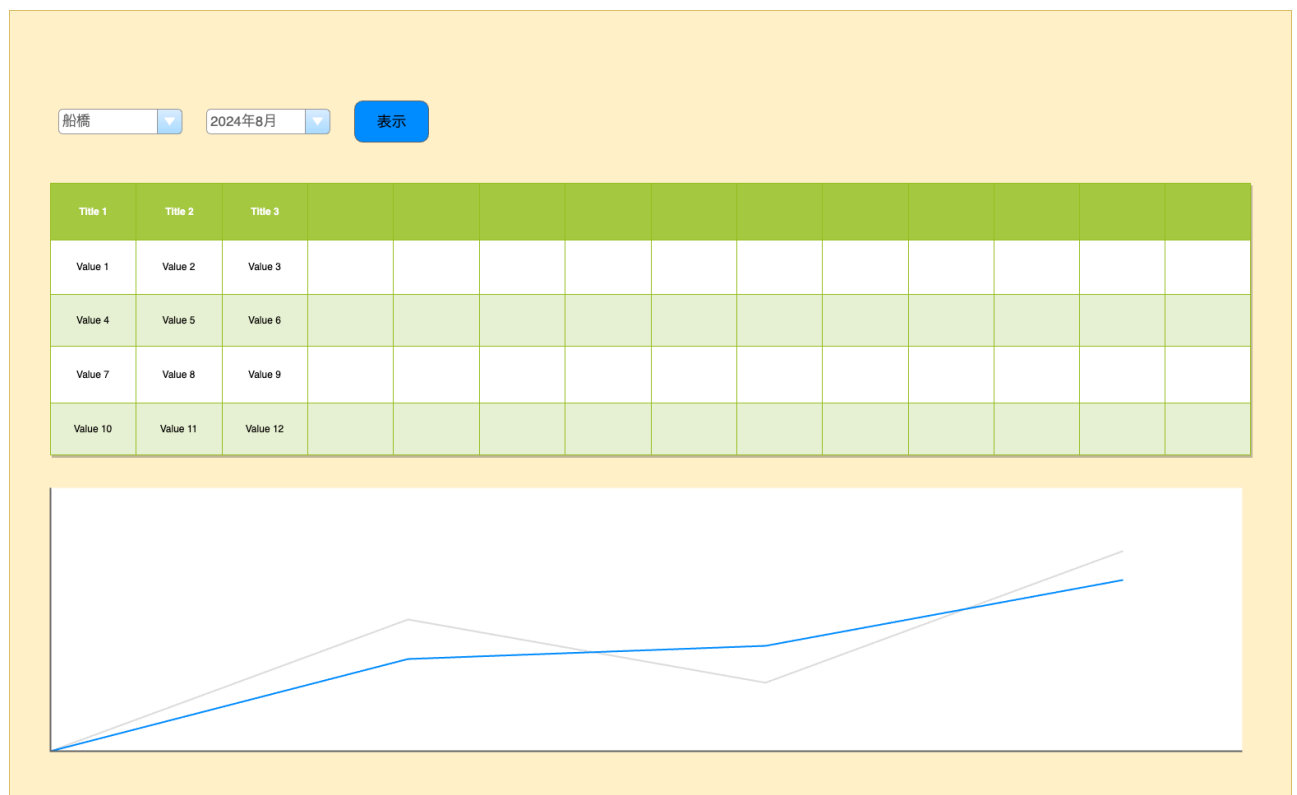 船橋
2024年8月
表示
Title 1 Title 2 Title 3
Value 1 Value 2 Value 3
Value 4 Value 5 Value 6
Value 7 Value 8 Value 9
Value 10 Value 11 Value 12